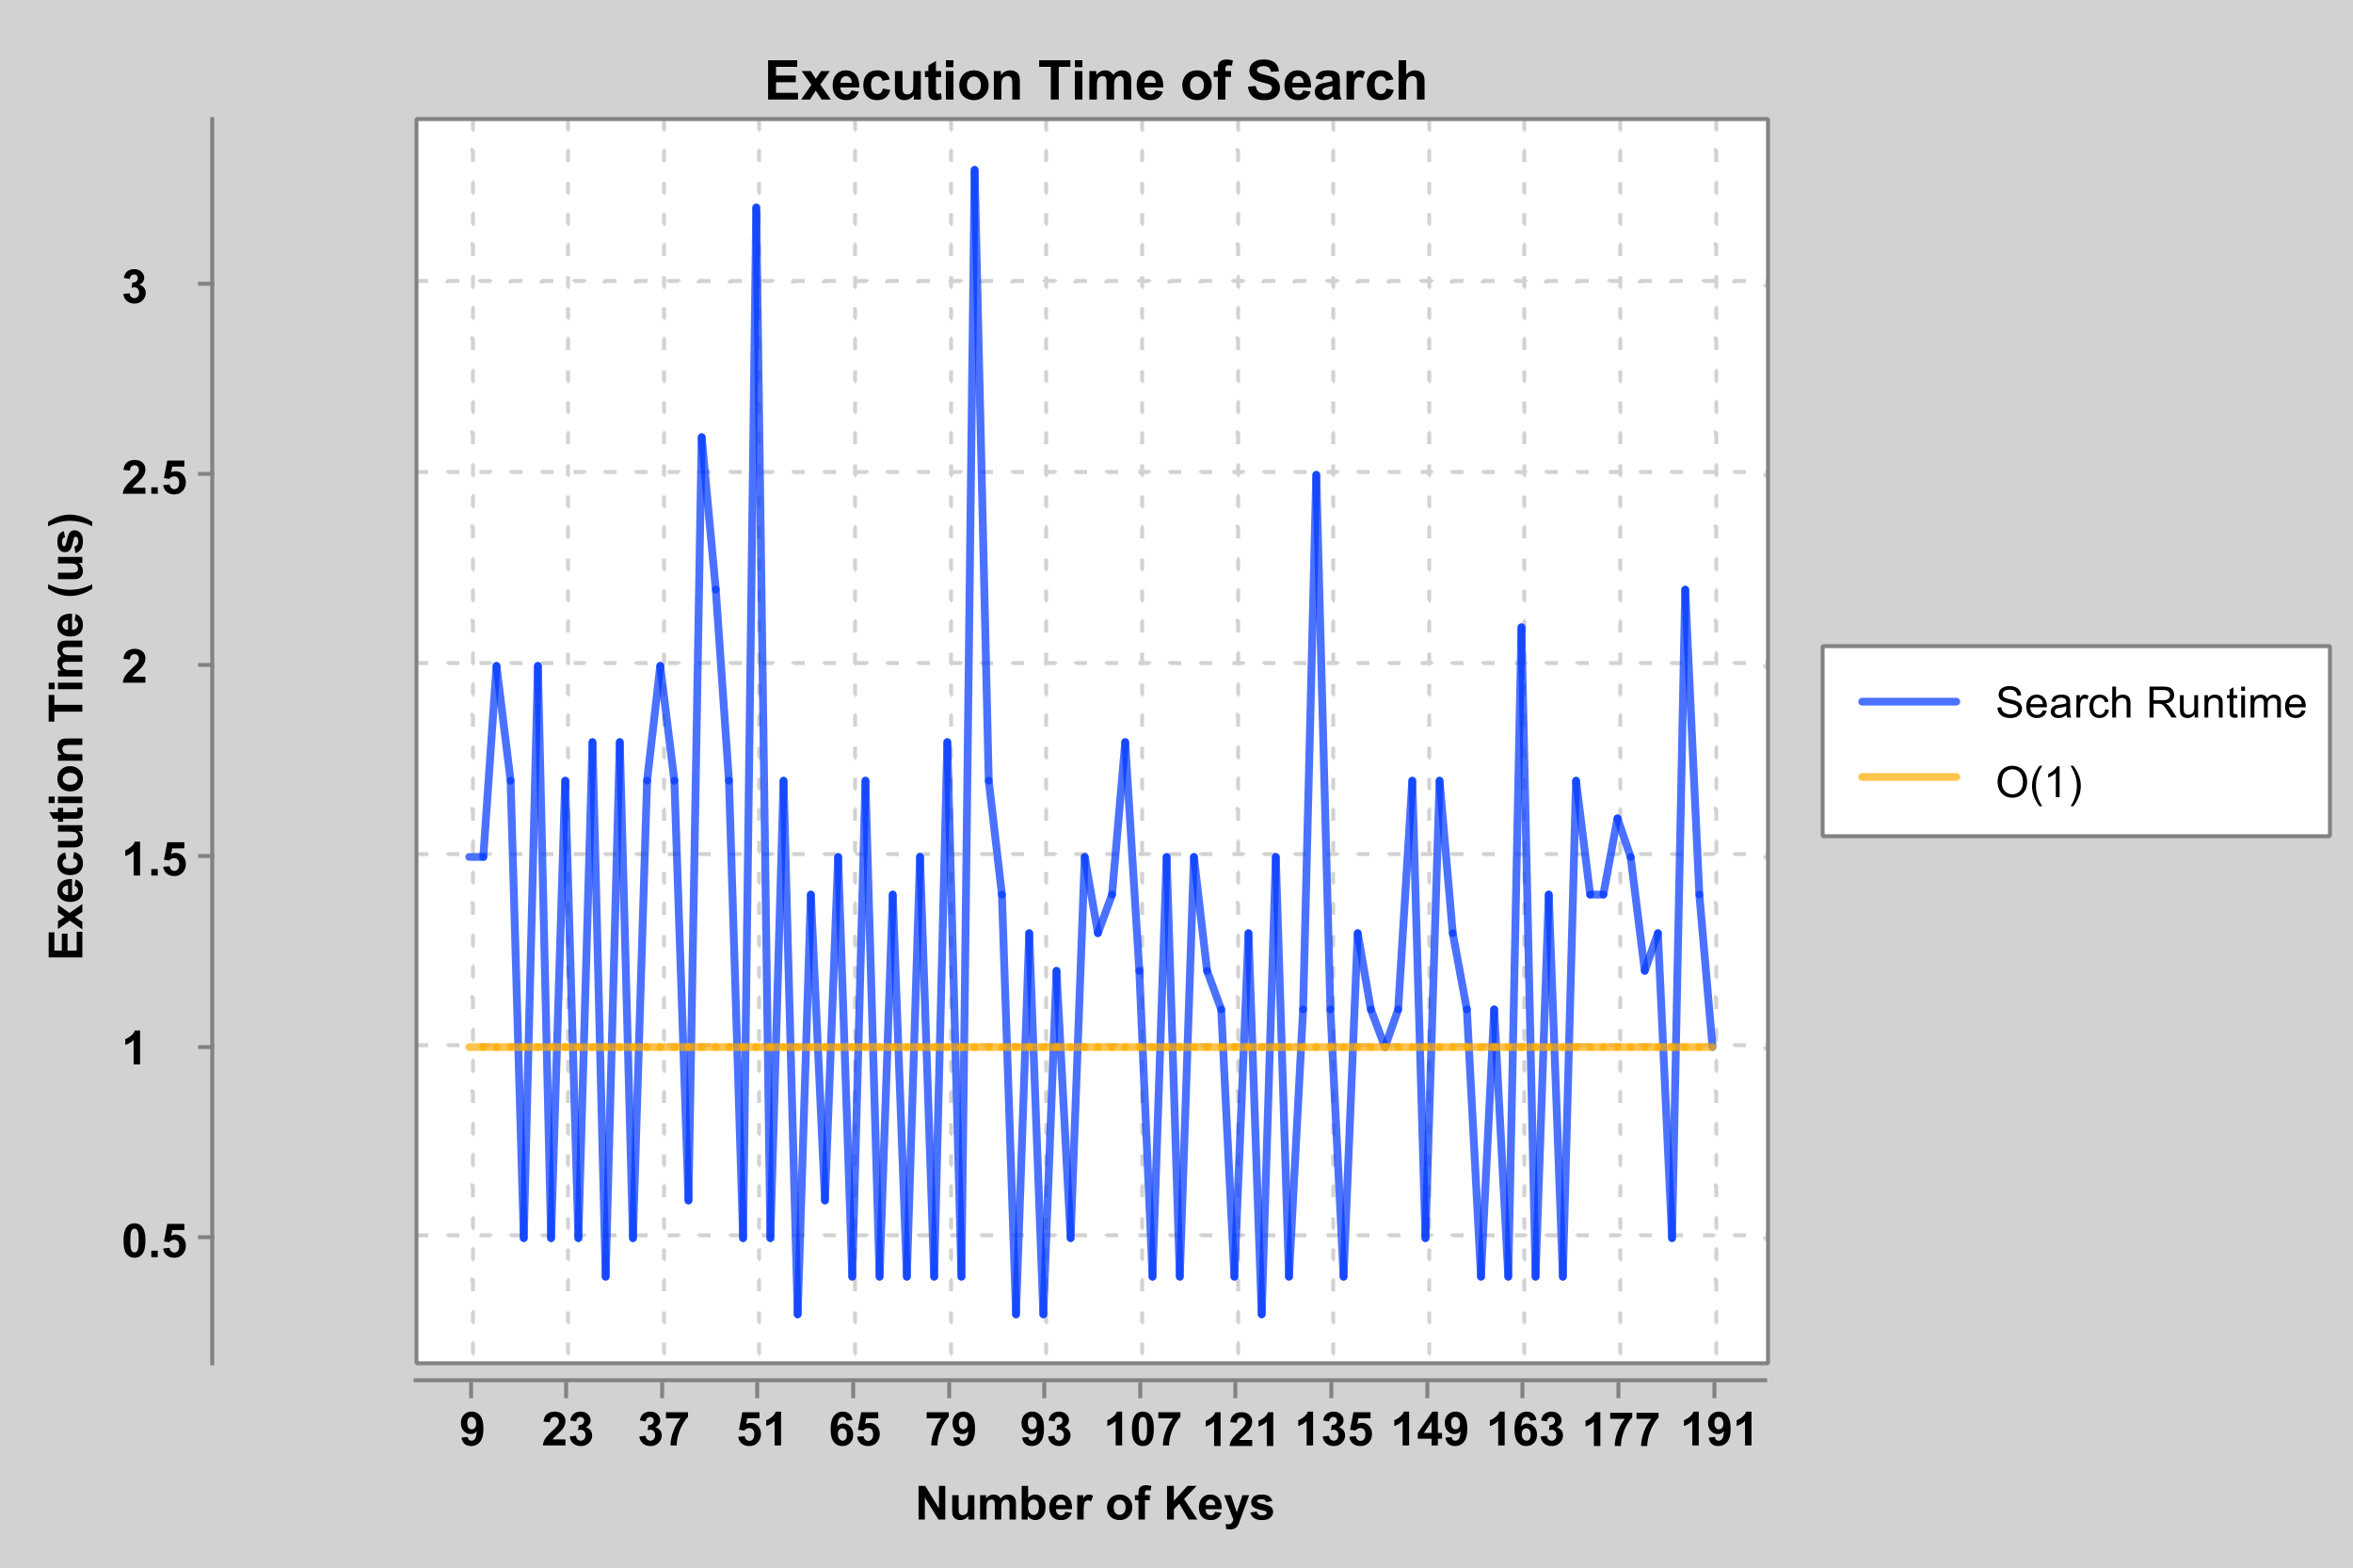 Execution Time of Search
Execution Time (us)
3
2.5
2
1.5
1
0.5
9 23 37 51 65 79 93 107 121 135 149 163 177 191
Number of Keys
Search Runtime
O(1)